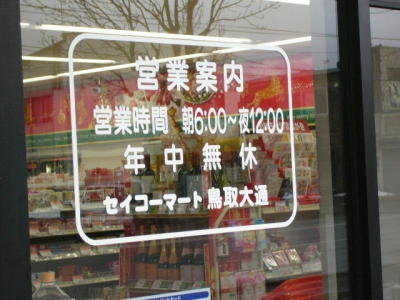 営業案内
営業時間 朝6:00～夜12:00
年中無休
セイコーマート鳥取大通